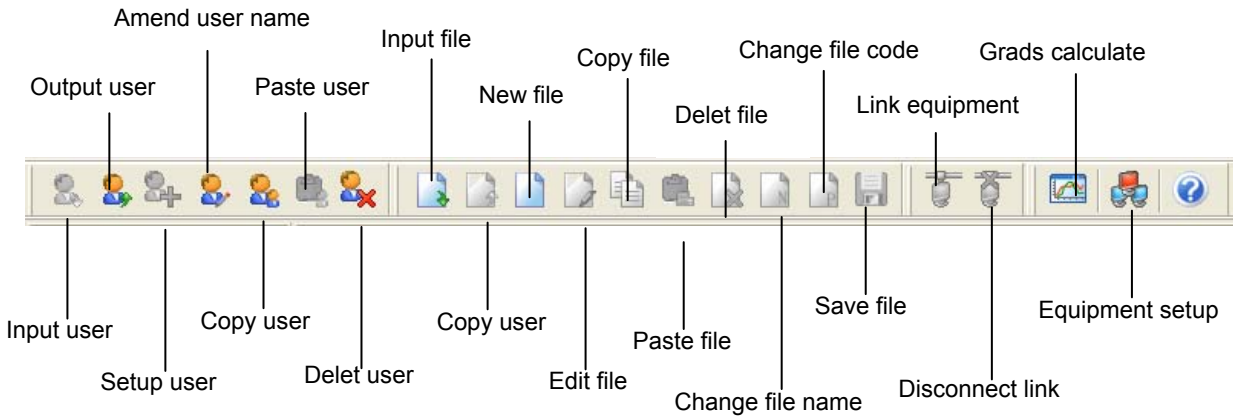 Amend user name
Input file
Change file code
Copy file
Grads calculate
Output user
Paste user
New file
Delet file
Link equipment
N
P
?
Input user
Copy user
Copy user
Save file
Equipment setup
Paste file
Setup user
Delet user
Edit file
Disconnect link
Change file name